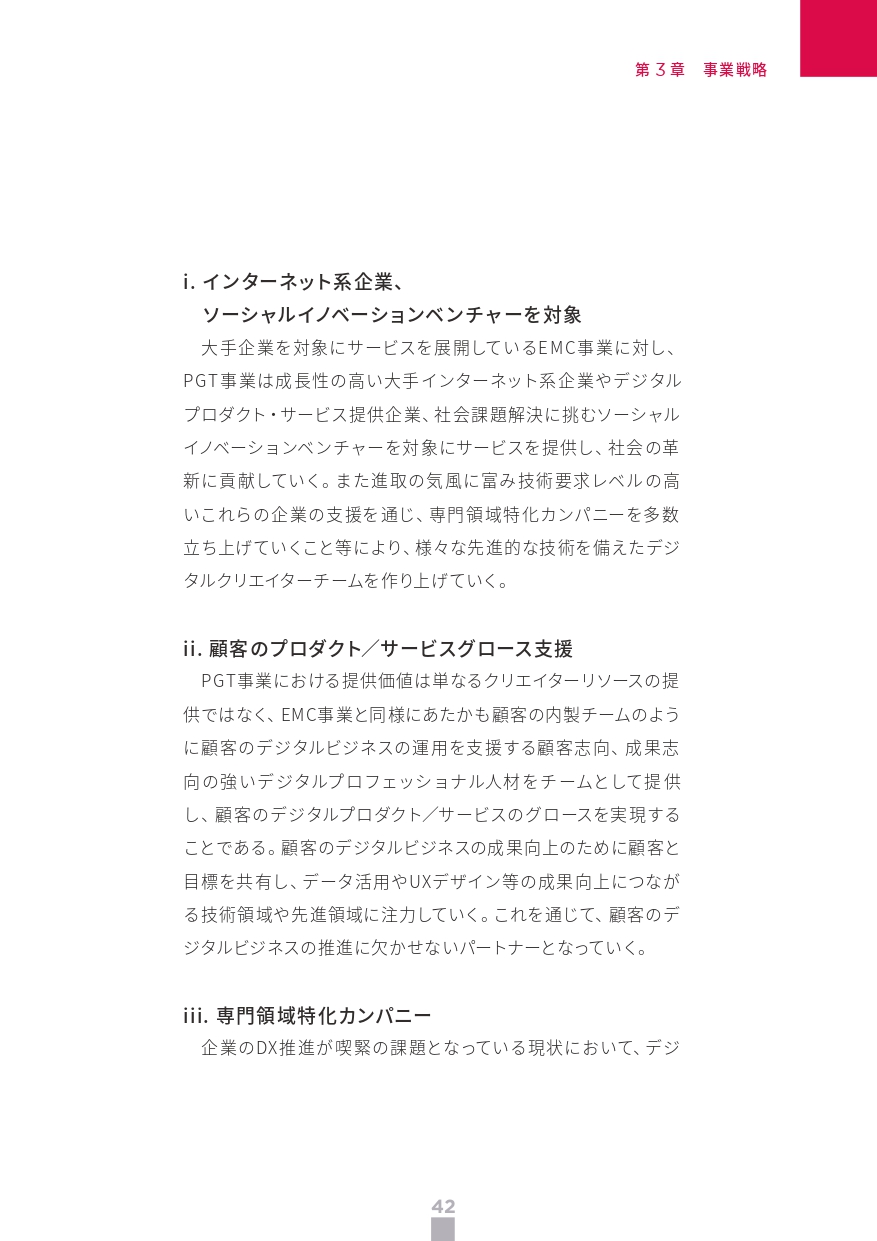 第3章　事業戦略
i. インターネット系企業、
ソーシャルイノベーションベンチャーを対象
　大手企業を対象にサービスを展開しているEMC事業に対し、
PGT事業は成長性の高い大手インターネット系企業やデジタル
プロダクト・サービス提供企業、社会課題解決に挑むソーシャル
イノベーションベンチャーを対象にサービスを提供し、社会の革
新に貢献していく。また進取の気風に富み技術要求レベルの高
いこれらの企業の支援を通じ、専門領域特化カンパニーを多数
立ち上げていくこと等により、様々な先進的な技術を備えたデジ
タルクリエイターチームを作り上げていく。
ii. 顧客のプロダクト／サービスグロース支援
　PGT事業における提供価値は単なるクリエイターリソースの提
供ではなく、EMC事業と同様にあたかも顧客の内製チームのよう
に顧客のデジタルビジネスの運用を支援する顧客志向、成果志
向の強いデジタルプロフェッショナル人材をチームとして提供
し、顧客のデジタルプロダクト／サービスのグロースを実現する
ことである。顧客のデジタルビジネスの成果向上のために顧客と
目標を共有し、データ活用やUXデザイン等の成果向上につなが
る技術領域や先進領域に注力していく。これを通じて、顧客のデ
ジタルビジネスの推進に欠かせないパートナーとなっていく。
iii. 専門領域特化カンパニー
　企業のDX推進が喫緊の課題となっている現状において、デジ
42